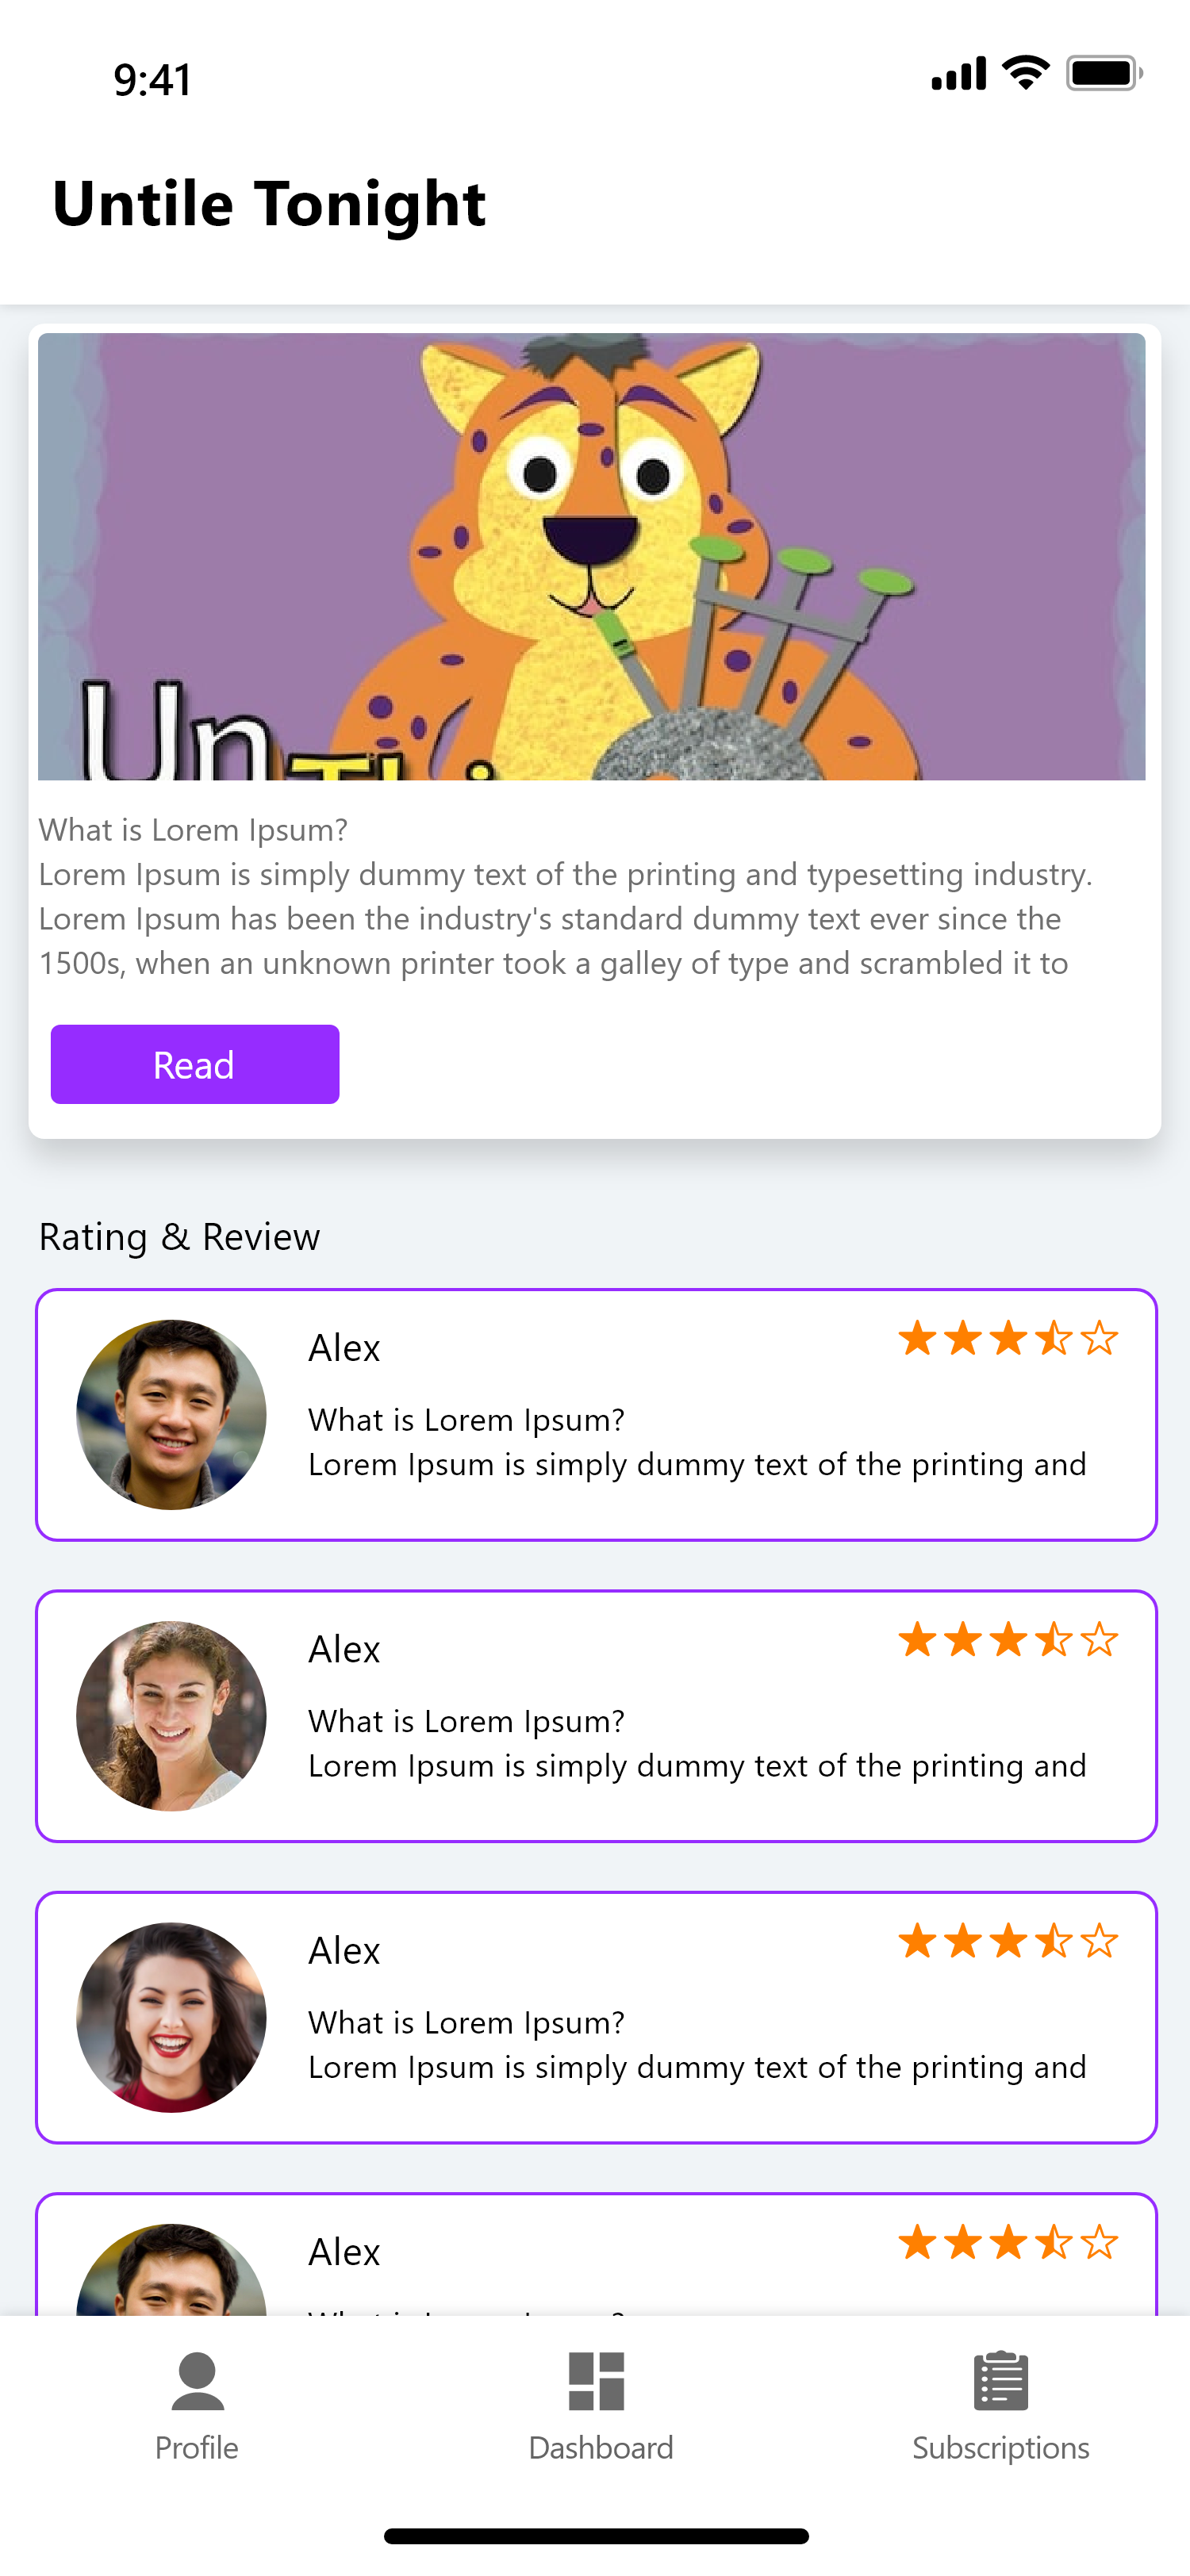 9:41
Untile Tonight
Un
What is Lorem Ipsum?
Lorem Ipsum is simply dummy text of the printing and typesetting industry.
Lorem Ipsum has been the industry's standard dummy text ever since the
1500s, when an unknown printer took a galley of type and scrambled it to
Read
Rating & Review
Alex
What is Lorem Ipsum?
Lorem Ipsum is simply dummy text of the printing and
Alex
What is Lorem Ipsum?
Lorem Ipsum is simply dummy text of the printing and
Alex
What is Lorem Ipsum?
Lorem Ipsum is simply dummy text of the printing and
Alex
Profile
Dashboard
Subscriptions